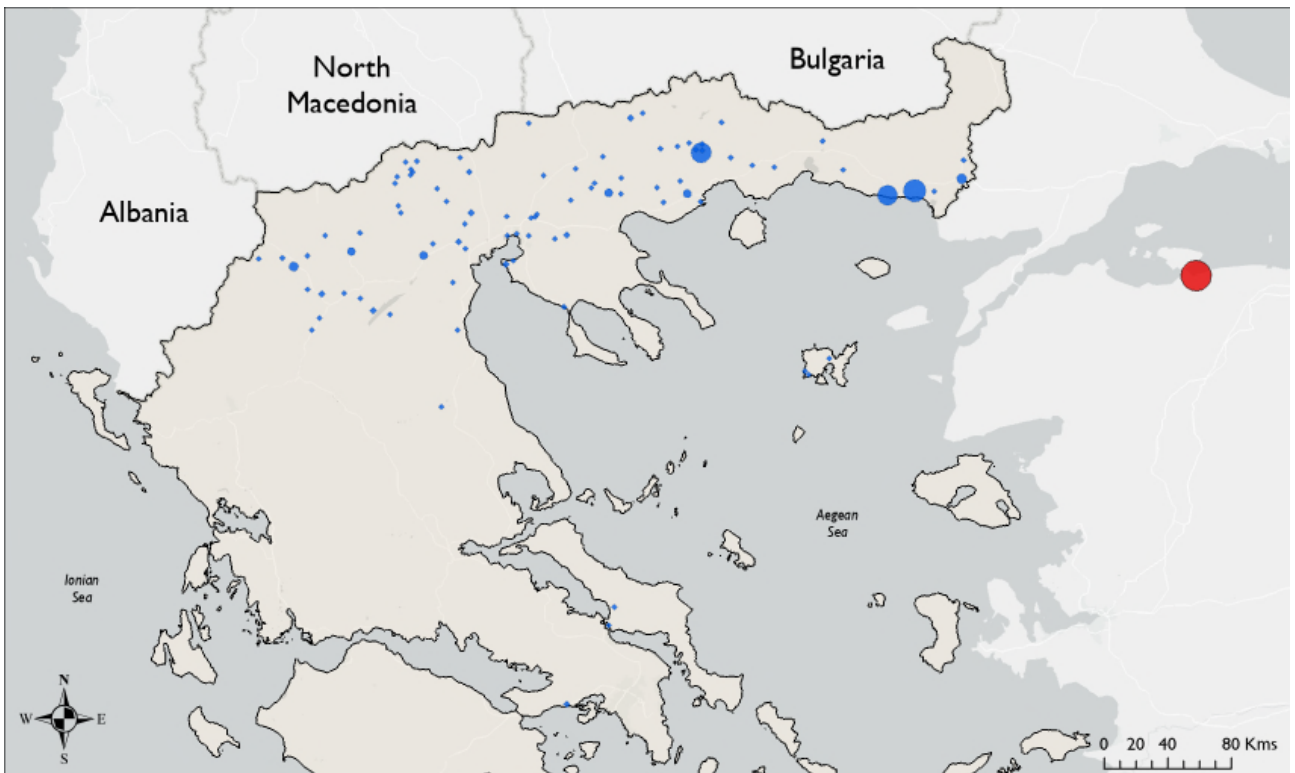 North
Macedonia
Bulgaria
Albania
Aegean
Sea
Ionian
Sea
N
W E
S
0 20 40 80 Kms